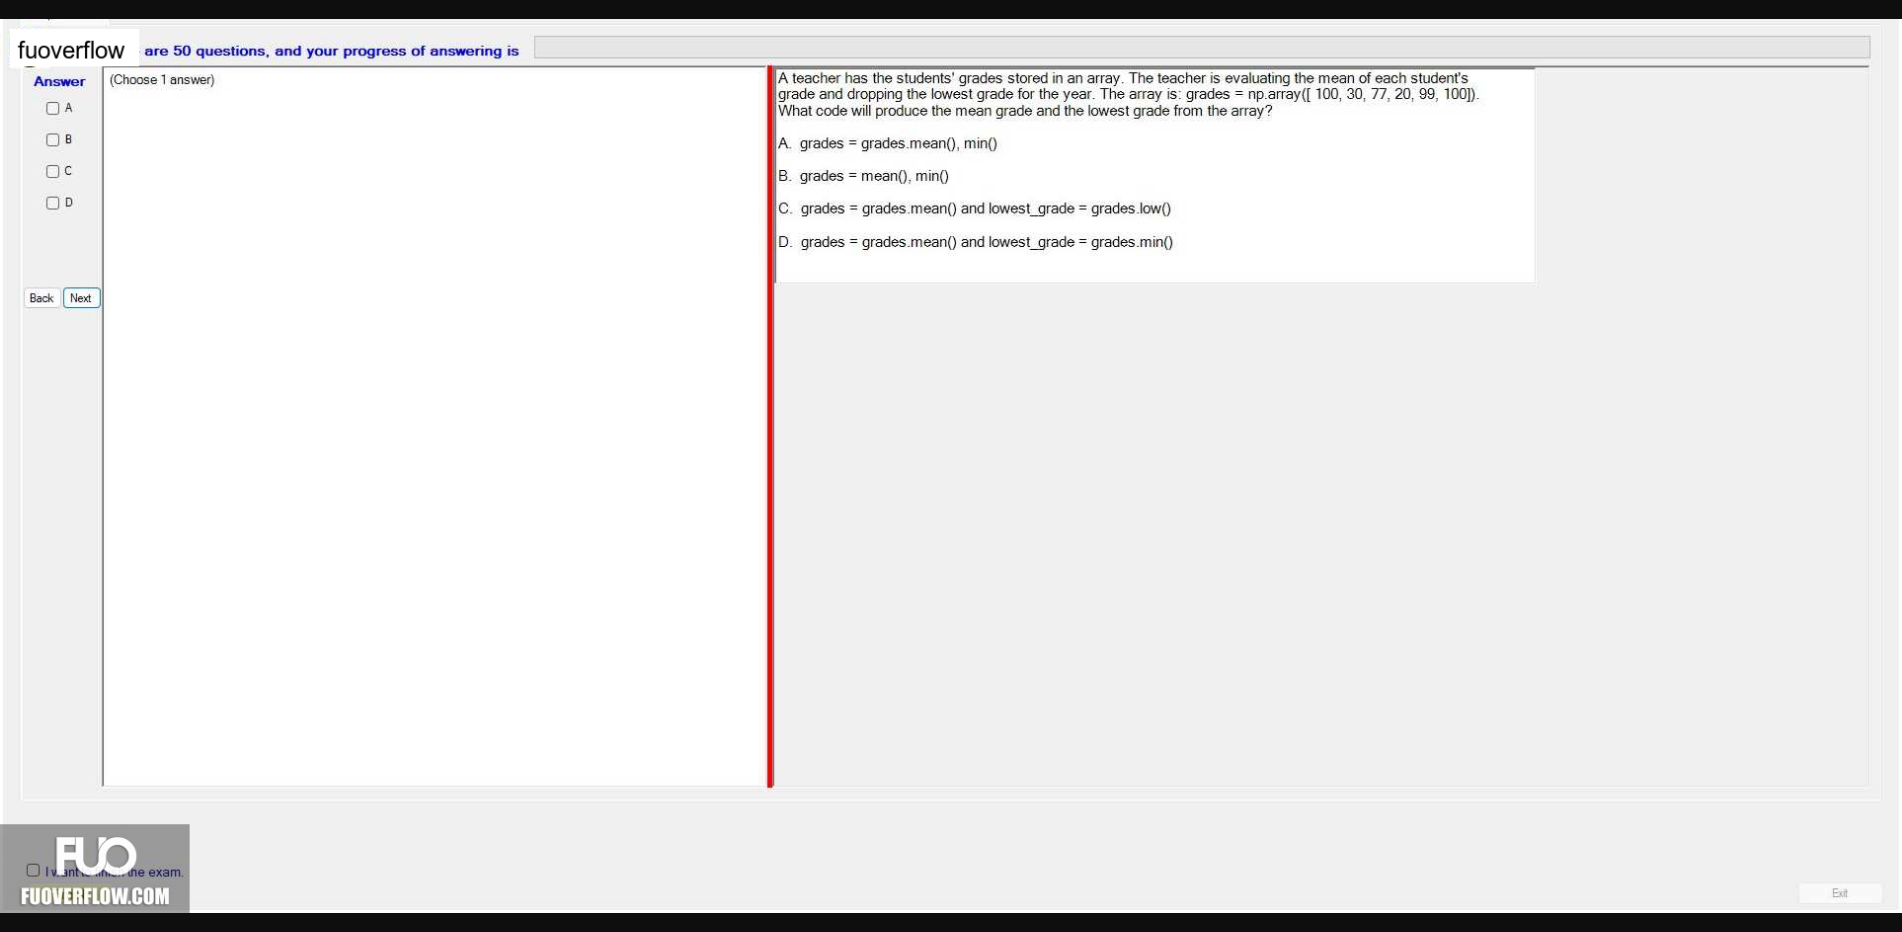 fuoverflow are 50 questions, and your progress of answering is
Answer
(Choose 1 answer)
A
B
C
D
Back Next
A teacher has the students' grades stored in an array. The teacher is evaluating the mean of each student's
grade and dropping the lowest grade for the year. The array is: grades = np.array([ 100, 30, 77, 20, 99, 100]).
What code will produce the mean grade and the lowest grade from the array?
A. grades = grades.mean(), min()
B. grades = mean(), min()
C. grades = grades.mean() and lowest_grade = grades.low()
D. grades = grades.mean() and lowest_grade = grades.min()
FUO
I want to finish the exam.
FUOVERFLOW.COM
Exit